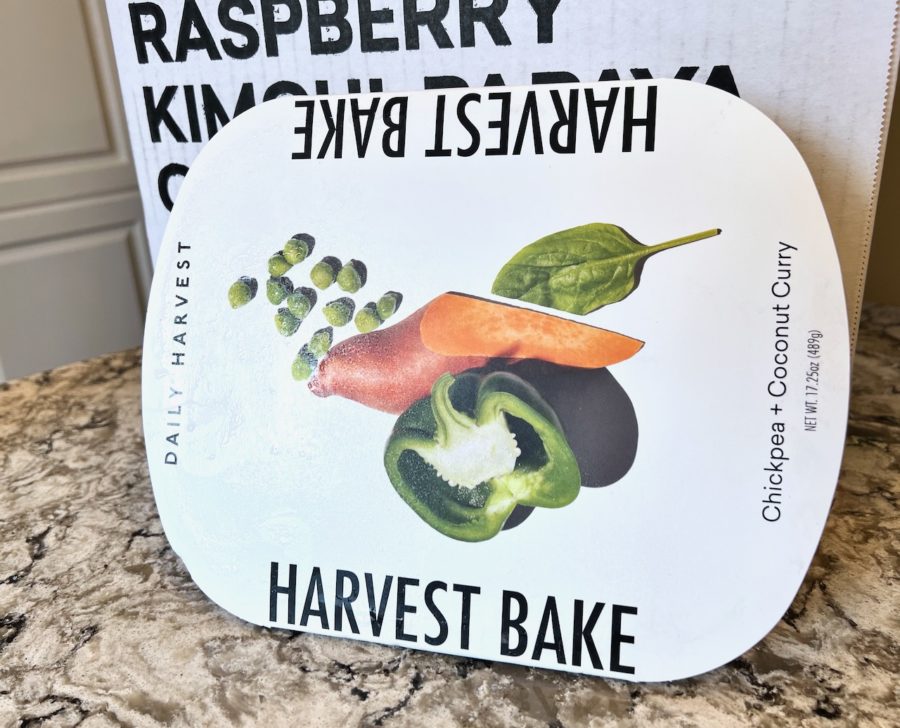 RASPBERRY
HARVEST BAKE
DAILY HARVEST
Chickpea + Coconut Curry
NET WT. 17.25oz (489g)
HARVEST BAKE